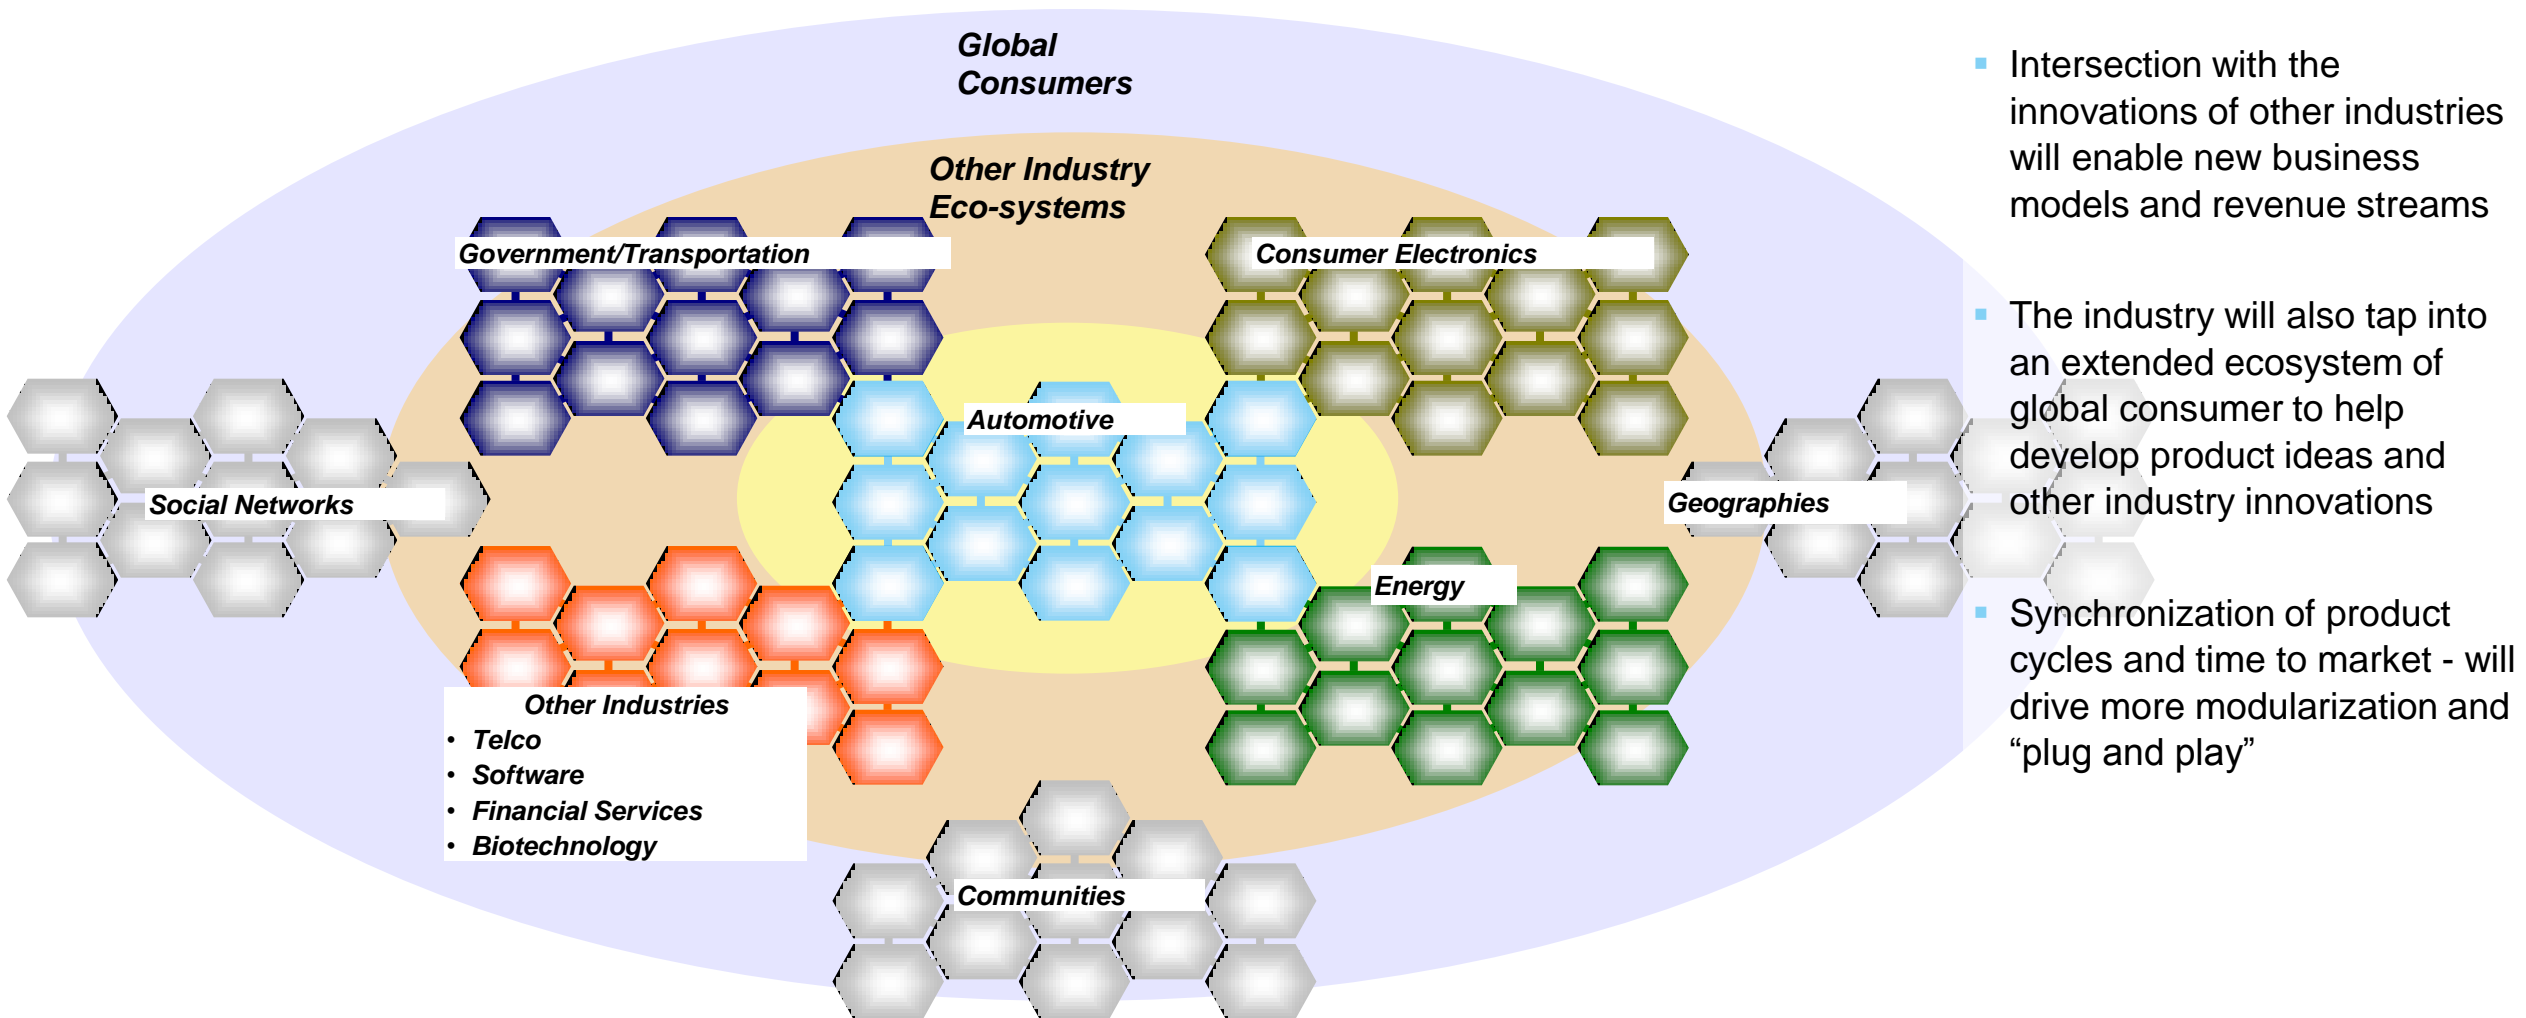 Global
Consumers
Other Industry
Eco-systems
Government/Transportation
Consumer Electronics
Automotive
Social Networks
Geographies
Energy
Other Industries
• Telco
• Software
• Financial Services
• Biotechnology
Communities
▪ Intersection with the
innovations of other industries
will enable new business
models and revenue streams
▪ The industry will also tap into
an extended ecosystem of
global consumer to help
develop product ideas and
other industry innovations
▪ Synchronization of product
cycles and time to market - will
drive more modularization and
“plug and play”